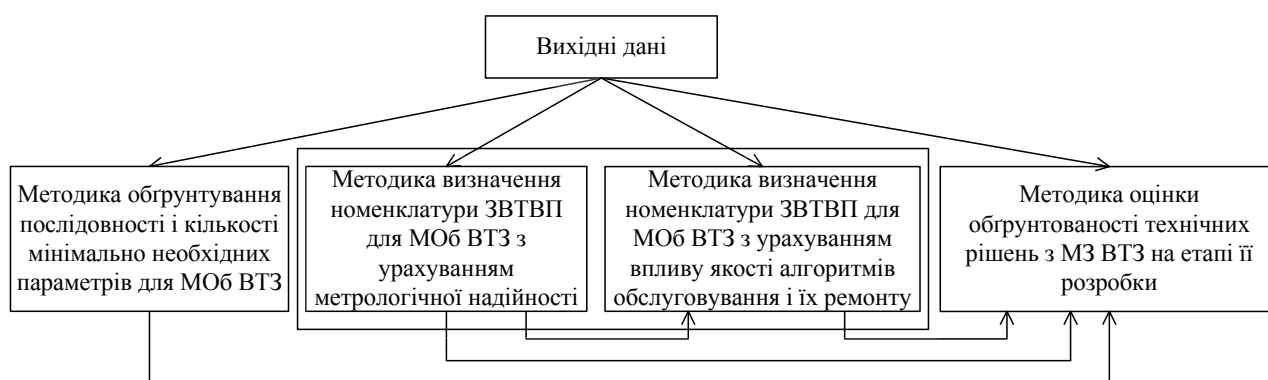 Вихідні дані
Методика обґрунтування
послідовності і кількості
мінімально необхідних
параметрів для МОб ВТЗ
Методика визначення
номенклатури ЗВТВП
для МОб ВТЗ з
урахуванням
метрологічної надійності
Методика визначення
номенклатури ЗВТВП для
МОб ВТЗ з урахуванням
впливу якості алгоритмів
обслуговування і їх ремонту
Методика оцінки
обґрунтованості технічних
рішень з МЗ ВТЗ на етапі її
розробки